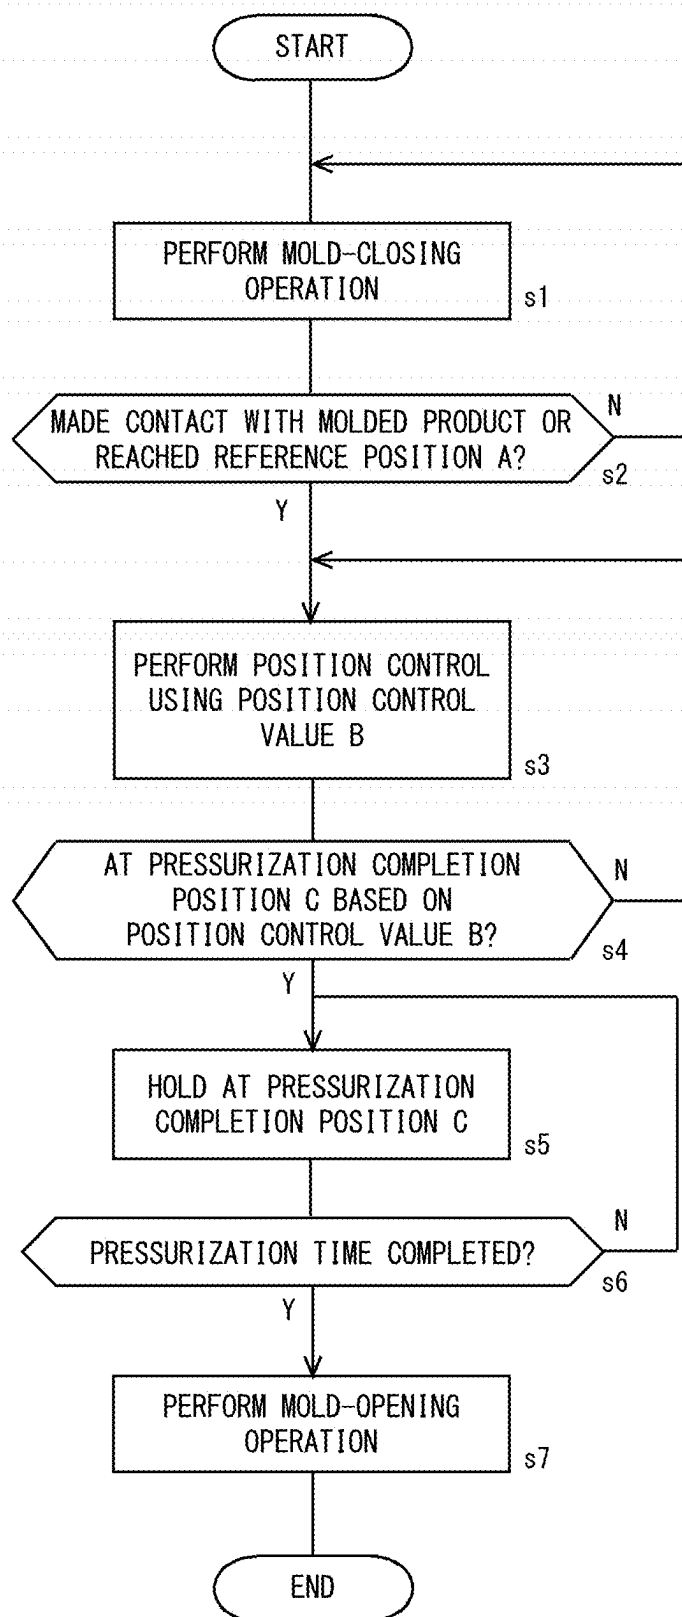 START
PERFORM MOLD-CLOSING
OPERATION
s1
MADE CONTACT WITH MOLDED PRODUCT OR
REACHED REFERENCE POSITION A?
N
s2
Y
PERFORM POSITION CONTROL
USING POSITION CONTROL
VALUE B
s3
AT PRESSURIZATION COMPLETION
POSITION C BASED ON
POSITION CONTROL VALUE B?
N
s4
Y
HOLD AT PRESSURIZATION
COMPLETION POSITION C
s5
PRESSURIZATION TIME COMPLETED?
N
s6
Y
PERFORM MOLD-OPENING
OPERATION
s7
END